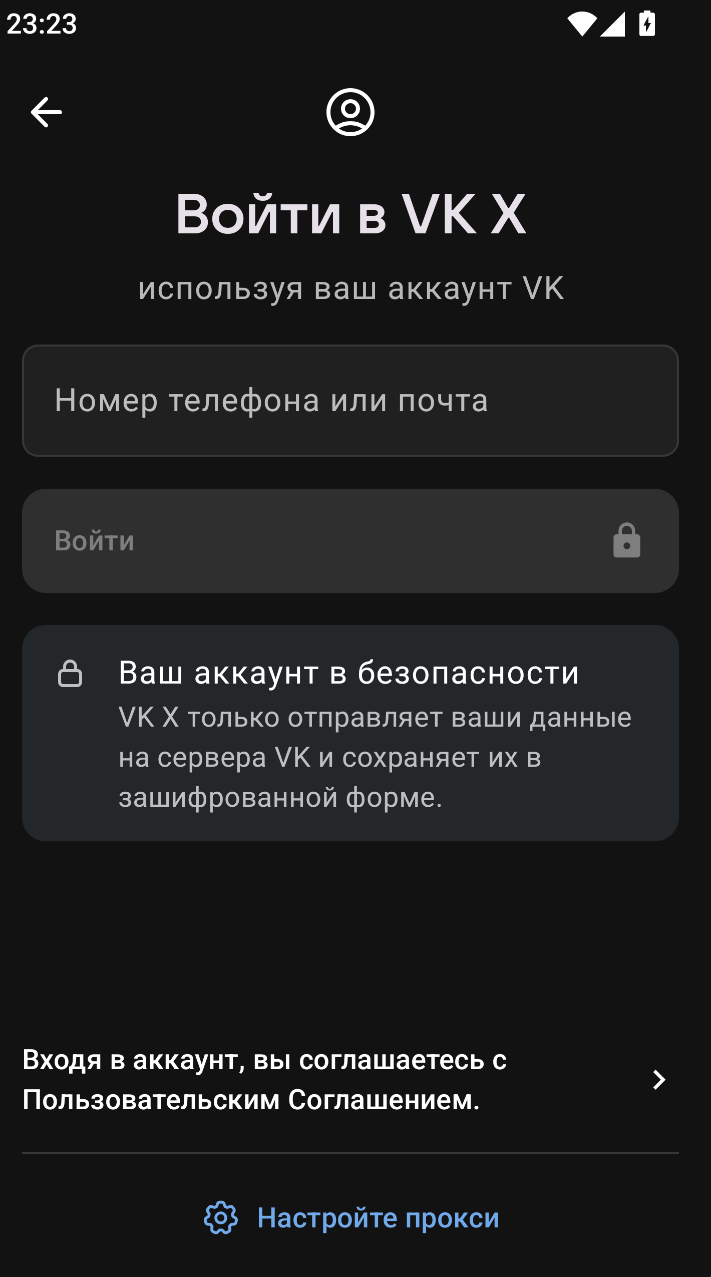 23:23
Войти в VK X
используя ваш аккаунт VK
Номер телефона или почта
Войти
Ваш аккаунт в безопасности
VK X только отправляет ваши данные
на сервера VK и сохраняет их в
зашифрованной форме.
Входя в аккаунт, вы соглашаетесь с
Пользовательским Соглашением.
Настройте прокси